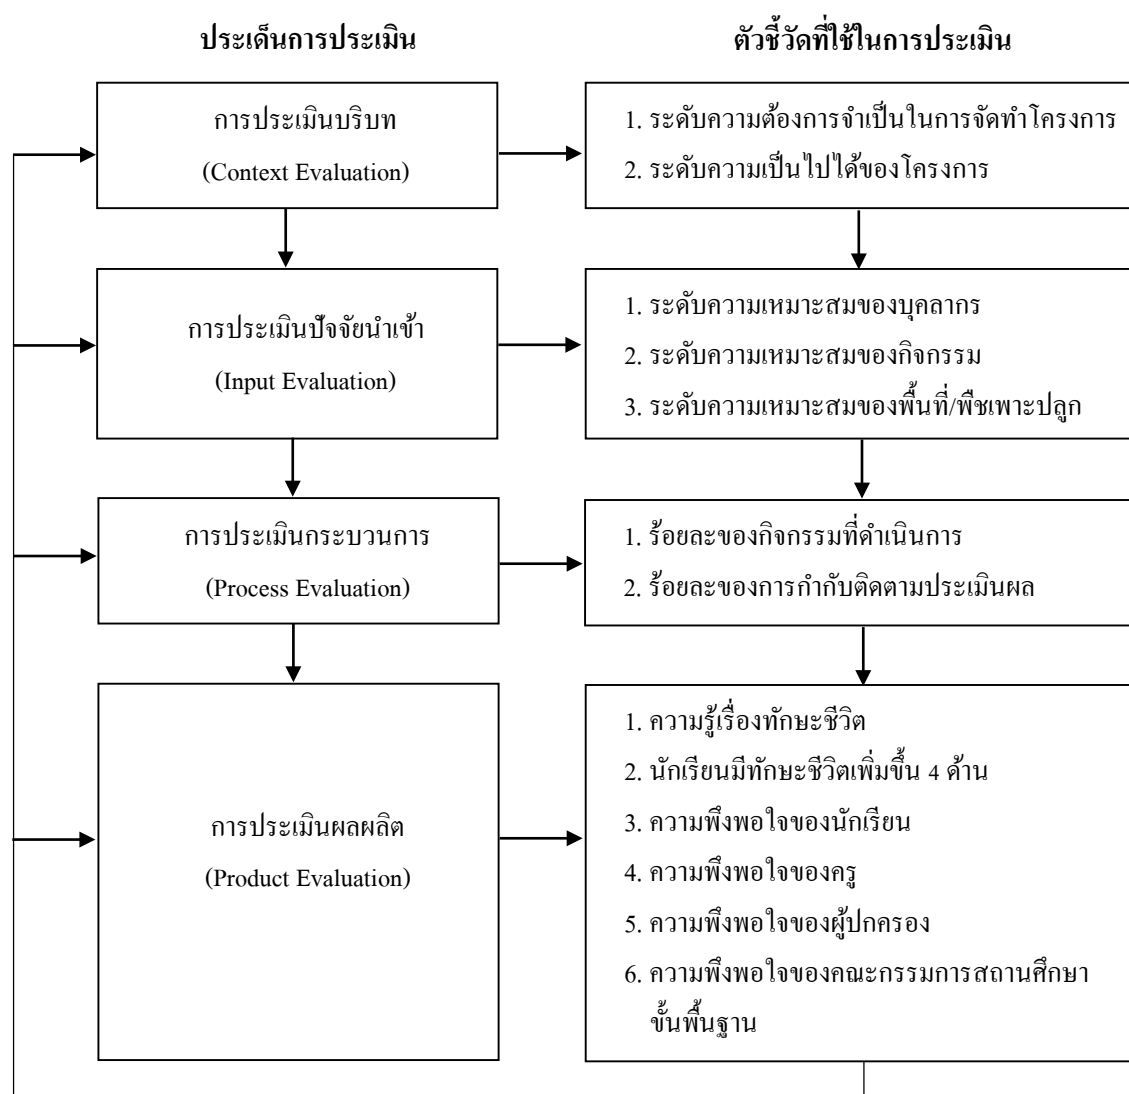 ประเด็นการประเมิน
ตัวชี้วัดที่ใช้ในการประเมิน
การประเมินบริบท
(Context Evaluation)
1. ระดับความต้องการจำเป็นในการจัดทำโครงการ
2. ระดับความเป็นไปได้ของโครงการ
การประเมินปัจจัยนำเข้า
(Input Evaluation)
1. ระดับความเหมาะสมของบุคลากร
2. ระดับความเหมาะสมของกิจกรรม
3. ระดับความเหมาะสมของพื้นที่/พืชเพาะปลูก
การประเมินกระบวนการ
(Process Evaluation)
1. ร้อยละของกิจกรรมที่ดำเนินการ
2. ร้อยละของการกำกับติดตามประเมินผล
การประเมินผลผลิต
(Product Evaluation)
1. ความรู้เรื่องทักษะชีวิต
2. นักเรียนมีทักษะชีวิตเพิ่มขึ้น 4 ด้าน
3. ความพึงพอใจของนักเรียน
4. ความพึงพอใจของครู
5. ความพึงพอใจของผู้ปกครอง
6. ความพึงพอใจของคณะกรรมการสถานศึกษา
ขั้นพื้นฐาน